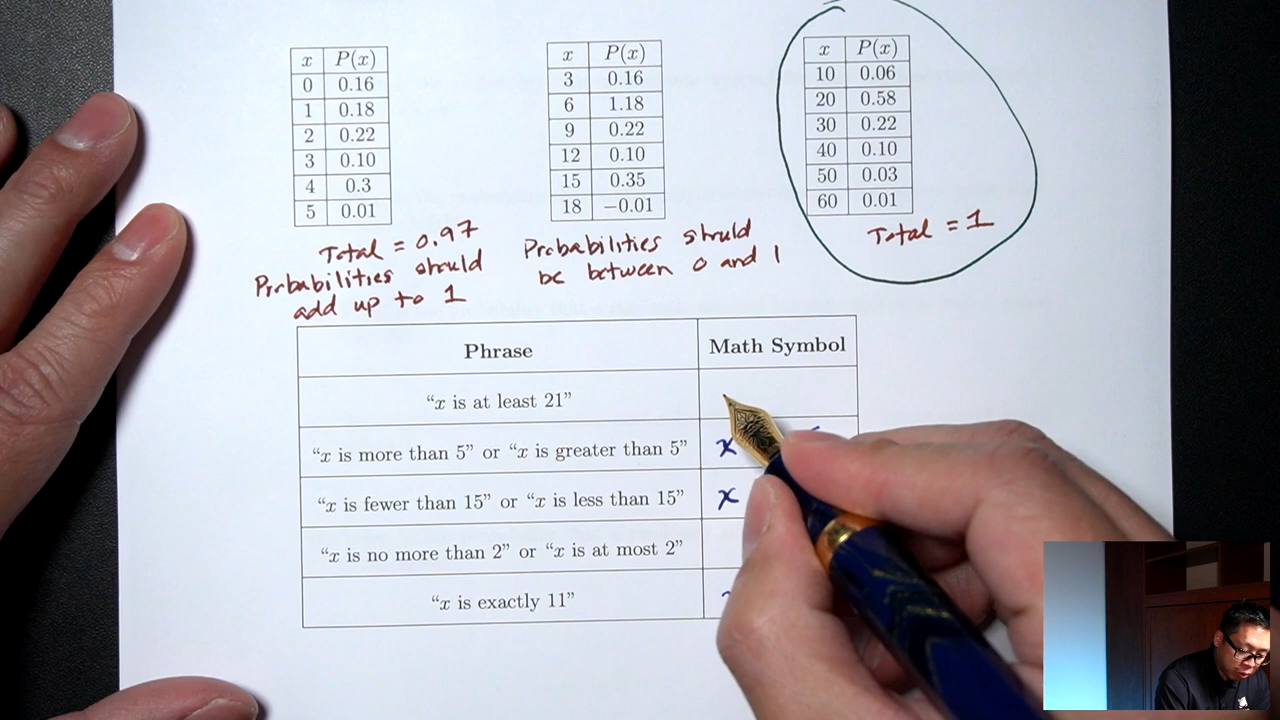 x P(x)
0 0.16
1 0.18
2 0.22
3 0.10
4 0.3
5 0.01
Total = 0.97
Probabilities should
add up to 1
x P(x)
3 0.16
6 1.18
9 0.22
12 0.10
15 0.35
18 −0.01
Probabilities should
be between 0 and 1
x P(x)
10 0.06
20 0.58
30 0.22
40 0.10
50 0.03
60 0.01
Total = 1
Phrase Math Symbol
“x is at least 21”
“x is more than 5” or “x is greater than 5” x
“x is fewer than 15” or “x is less than 15” x
“x is no more than 2” or “x is at most 2”
“x is exactly 11”